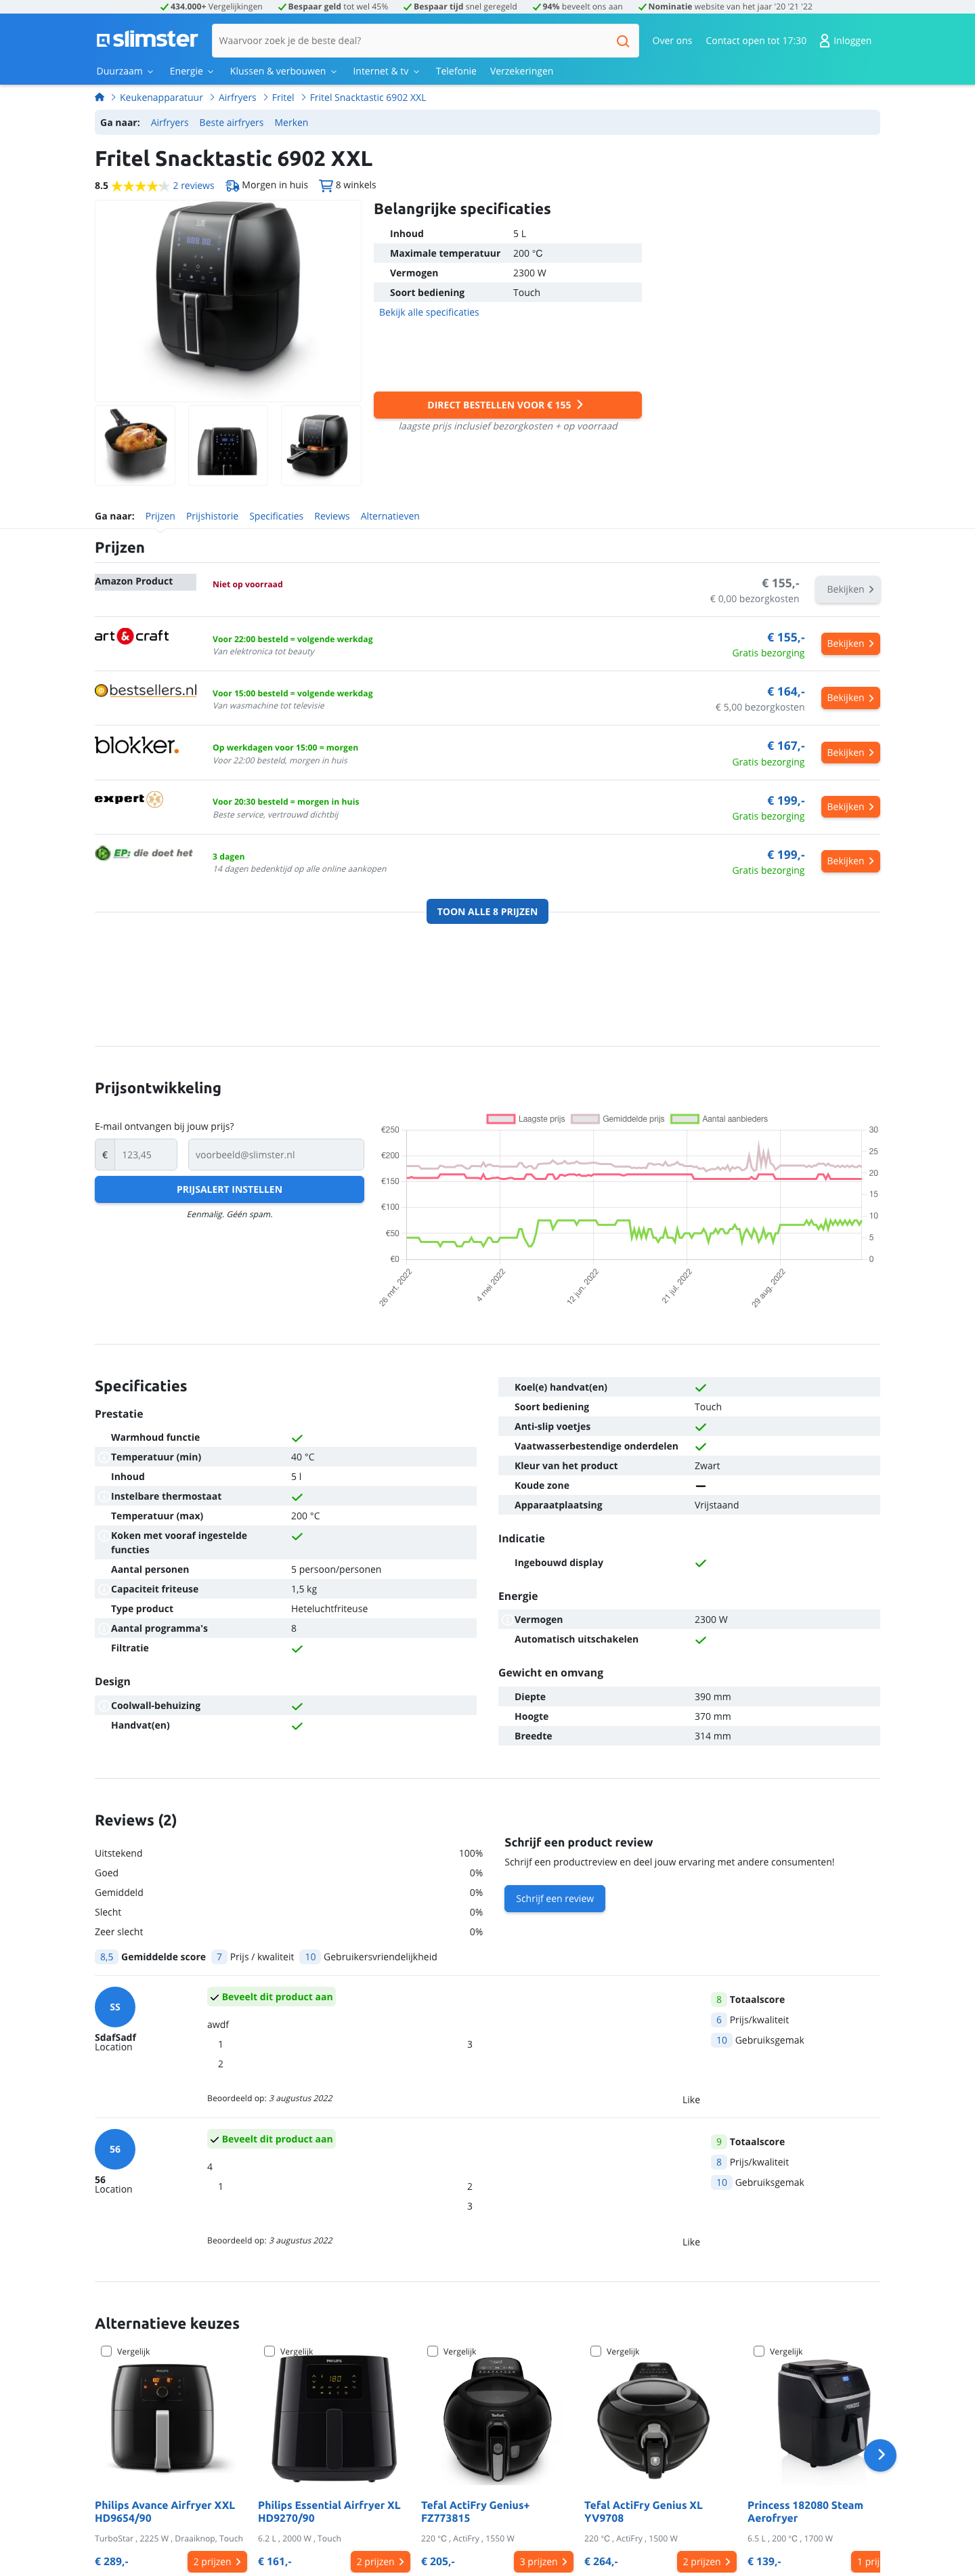 434.000+ Vergelijkingen Bespaar geld tot wel 45% Bespaar tijd snel geregeld 94% beveelt ons aan Nominatie website van het jaar '20 '21 '22
slimster Waarvoor zoek je de beste deal? Over ons Contact open tot 17:30 Inloggen
Duurzaam Energie Klussen & verbouwen Internet & tv Telefonie Verzekeringen
Keukenapparatuur Airfryers Fritel Fritel Snacktastic 6902 XXL
Ga naar: Airfryers Beste airfryers Merken
Fritel Snacktastic 6902 XXL
8.5 2 reviews Morgen in huis 8 winkels
Belangrijke specificaties
Inhoud 5 L
Maximale temperatuur 200 °C
Vermogen 2300 W
Soort bediening Touch
Bekijk alle specificaties
DIRECT BESTELLEN VOOR € 155
laagste prijs inclusief bezorgkosten + op voorraad
Ga naar: Prijzen Prijshistorie Specificaties Reviews Alternatieven
Prijzen
Amazon Product Niet op voorraad € 155,- Bekijken
€ 0,00 bezorgkosten
art & craft Voor 22:00 besteld = volgende werkdag € 155,- Bekijken
Van elektronica tot beauty Gratis bezorging
bestsellers.nl Voor 15:00 besteld = volgende werkdag € 164,- Bekijken
Van wasmachine tot televisie € 5,00 bezorgkosten
blokker. Op werkdagen voor 15:00 = morgen € 167,- Bekijken
Voor 22:00 besteld, morgen in huis Gratis bezorging
expert Voor 20:30 besteld = morgen in huis € 199,- Bekijken
Beste service, vertrouwd dichtbij Gratis bezorging
EP: die doet het 3 dagen € 199,- Bekijken
14 dagen bedenktijd op alle online aankopen Gratis bezorging
TOON ALLE 8 PRIJZEN
Prijsontwikkeling
E-mail ontvangen bij jouw prijs?
€ 123,45 voorbeeld@slimster.nl
PRIJSALERT INSTELLEN
Eenmalig. Géén spam.
Laagste prijs Gemiddelde prijs Aantal aanbieders
€250 30
25
€200
20
€150
15
€100
10
€50
5
€0 0
26 mrt. 2022 4 mei 2022 12 jun. 2022 21 jul. 2022 29 aug. 2022
Specificaties
Prestatie
Warmhoud functie
Temperatuur (min) 40 °C
Inhoud 5 l
Instelbare thermostaat
Temperatuur (max) 200 °C
Koken met vooraf ingestelde
functies
Aantal personen 5 persoon/personen
Capaciteit friteuse 1,5 kg
Type product Heteluchtfriteuse
Aantal programma's 8
Filtratie
Design
Coolwall-behuizing
Handvat(en)
Koel(e) handvat(en)
Soort bediening Touch
Anti-slip voetjes
Vaatwasserbestendige onderdelen
Kleur van het product Zwart
Koude zone
Apparaatplaatsing Vrijstaand
Indicatie
Ingebouwd display
Energie
Vermogen 2300 W
Automatisch uitschakelen
Gewicht en omvang
Diepte 390 mm
Hoogte 370 mm
Breedte 314 mm
Reviews (2)
Uitstekend 100%
Goed 0%
Gemiddeld 0%
Slecht 0%
Zeer slecht 0%
8,5 Gemiddelde score 7 Prijs / kwaliteit 10 Gebruikersvriendelijkheid
Schrijf een product review
Schrijf een productreview en deel jouw ervaring met andere consumenten!
Schrijf een review
SS
SdafSadf
Location
Beveelt dit product aan
awdf
1 3
2
Beoordeeld op: 3 augustus 2022
8 Totaalscore
6 Prijs/kwaliteit
10 Gebruiksgemak
Like
56
56
Location
Beveelt dit product aan
4
1 2
3
Beoordeeld op: 3 augustus 2022
9 Totaalscore
8 Prijs/kwaliteit
10 Gebruiksgemak
Like
Alternatieve keuzes
Vergelijk Vergelijk Vergelijk Vergelijk Vergelijk
Philips Avance Airfryer XXL
HD9654/90
TurboStar , 2225 W , Draaiknop, Touch
€ 289,- 2 prijzen
Philips Essential Airfryer XL
HD9270/90
6.2 L , 2000 W , Touch
€ 161,- 2 prijzen
Tefal ActiFry Genius+
FZ773815
220 °C , ActiFry , 1550 W
€ 205,- 3 prijzen
Tefal ActiFry Genius XL
YV9708
220 °C , ActiFry , 1500 W
€ 264,- 2 prijzen
Princess 182080 Steam
Aerofryer
6.5 L , 200 °C , 1700 W
€ 139,- 1 prij